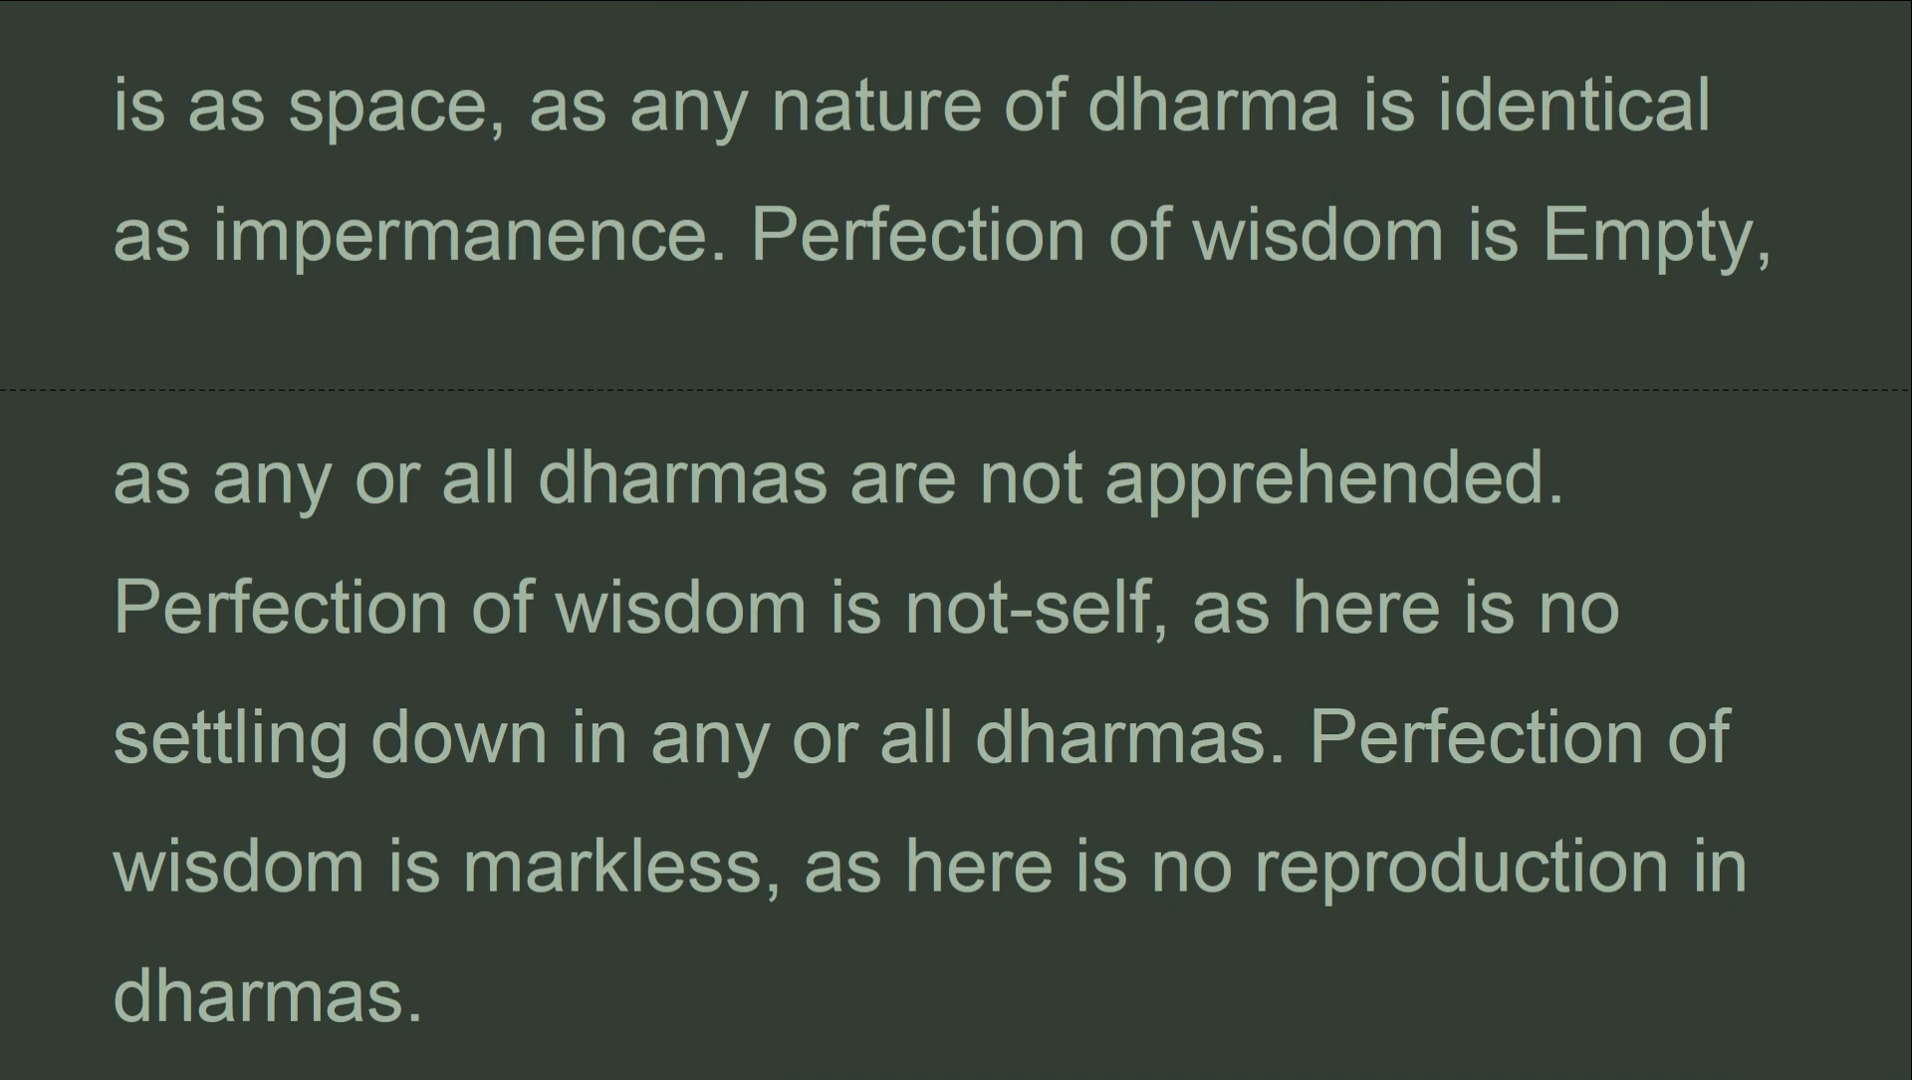 is as space, as any nature of dharma is identical
as impermanence. Perfection of wisdom is Empty,
as any or all dharmas are not apprehended.
Perfection of wisdom is not-self, as here is no
settling down in any or all dharmas. Perfection of
wisdom is markless, as here is no reproduction in
dharmas.